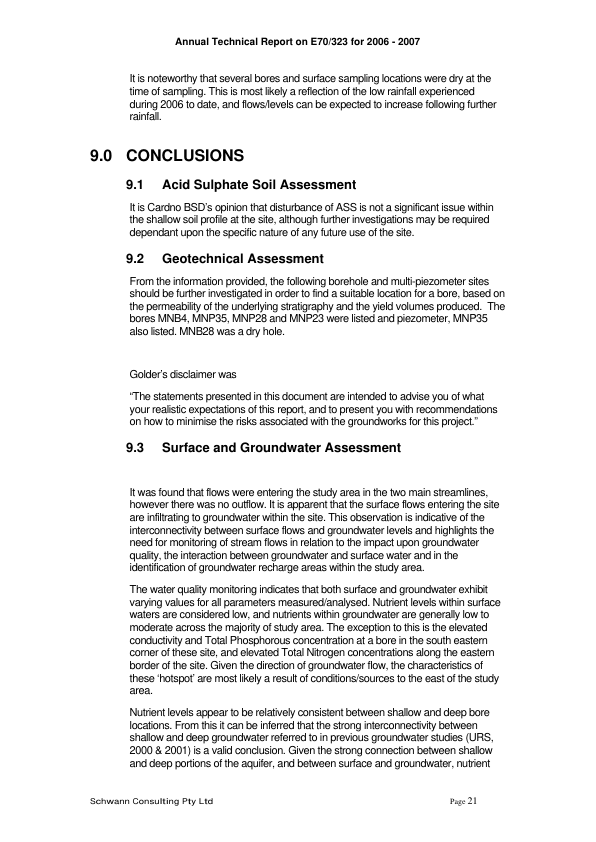 Annual Technical Report on E70/323 for 2006 - 2007
It is noteworthy that several bores and surface sampling locations were dry at the
time of sampling. This is most likely a reflection of the low rainfall experienced
during 2006 to date, and flows/levels can be expected to increase following further
rainfall.
9.0 CONCLUSIONS
9.1 Acid Sulphate Soil Assessment
It is Cardno BSD's opinion that disturbance of ASS is not a significant issue within
the shallow soil profile at the site, although further investigations may be required
dependant upon the specific nature of any future use of the site.
9.2 Geotechnical Assessment
From the information provided, the following borehole and multi-piezometer sites
should be further investigated in order to find a suitable location for a bore, based on
the permeability of the underlying stratigraphy and the yield volumes produced. The
bores MNB4, MNP35, MNP28 and MNP23 were listed and piezometer, MNP35
also listed. MNB28 was a dry hole.
Golder's disclaimer was
“The statements presented in this document are intended to advise you of what
your realistic expectations of this report, and to present you with recommendations
on how to minimise the risks associated with the groundworks for this project.”
9.3 Surface and Groundwater Assessment
It was found that flows were entering the study area in the two main streamlines,
however there was no outflow. It is apparent that the surface flows entering the site
are infiltrating to groundwater within the site. This observation is indicative of the
interconnectivity between surface flows and groundwater levels and highlights the
need for monitoring of stream flows in relation to the impact upon groundwater
quality, the interaction between groundwater and surface water and in the
identification of groundwater recharge areas within the study area.
The water quality monitoring indicates that both surface and groundwater exhibit
varying values for all parameters measured/analysed. Nutrient levels within surface
waters are considered low, and nutrients within groundwater are generally low to
moderate across the majority of study area. The exception to this is the elevated
conductivity and Total Phosphorous concentration at a bore in the south eastern
corner of these site, and elevated Total Nitrogen concentrations along the eastern
border of the site. Given the direction of groundwater flow, the characteristics of
these ‘hotspot’ are most likely a result of conditions/sources to the east of the study
area.
Nutrient levels appear to be relatively consistent between shallow and deep bore
locations. From this it can be inferred that the strong interconnectivity between
shallow and deep groundwater referred to in previous groundwater studies (URS,
2000 & 2001) is a valid conclusion. Given the strong connection between shallow
and deep portions of the aquifer, and between surface and groundwater, nutrient
Schwann Consulting Pty Ltd Page 21